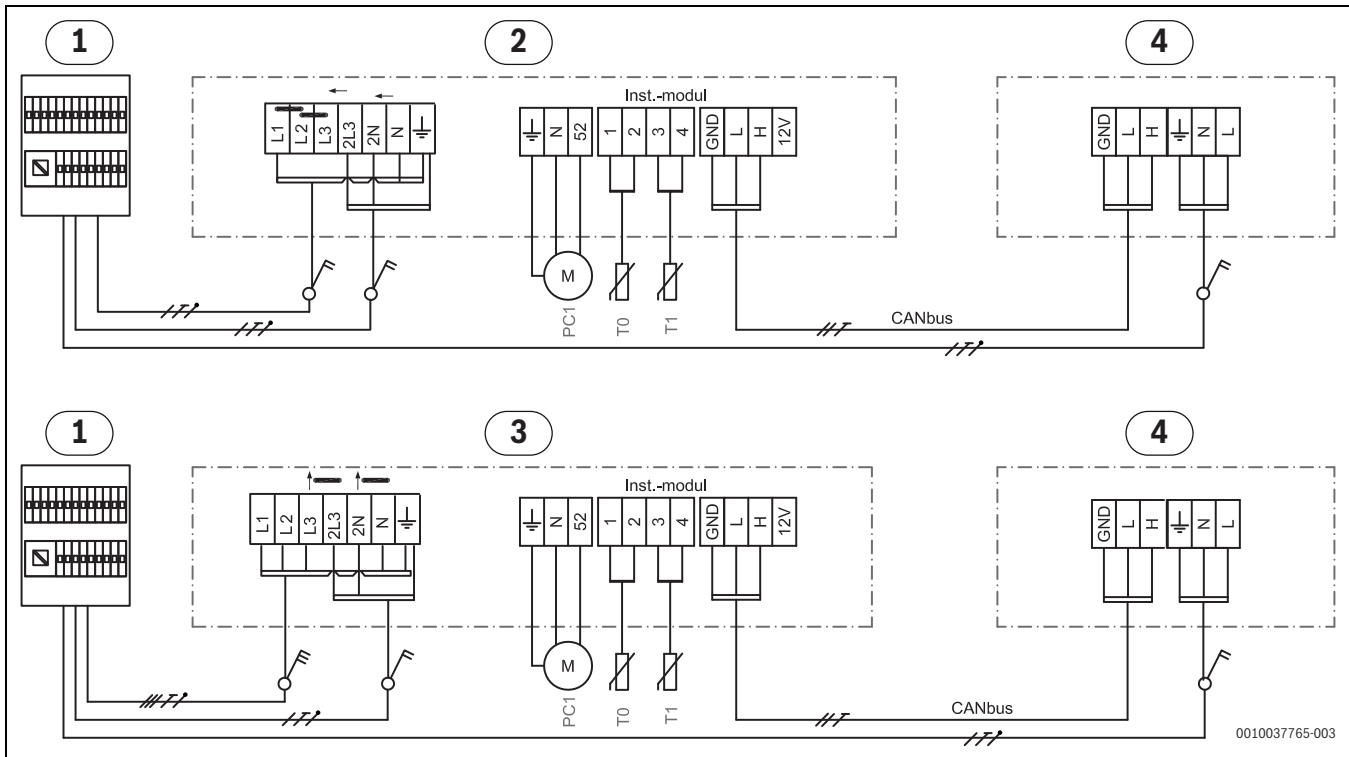 1
2
4
Inst.-modul
L1 L2 L3 2L3 2N N
N 52
1 2 3 4
GND L H 12V
GND L H N L
M
PC1
T0
T1
CANbus
1
3
4
Inst.-modul
L1 L2 L3 2L3 2N N
N 52
1 2 3 4
GND L H 12V
GND L H N L
M
PC1
T0
T1
CANbus
0010037765-003